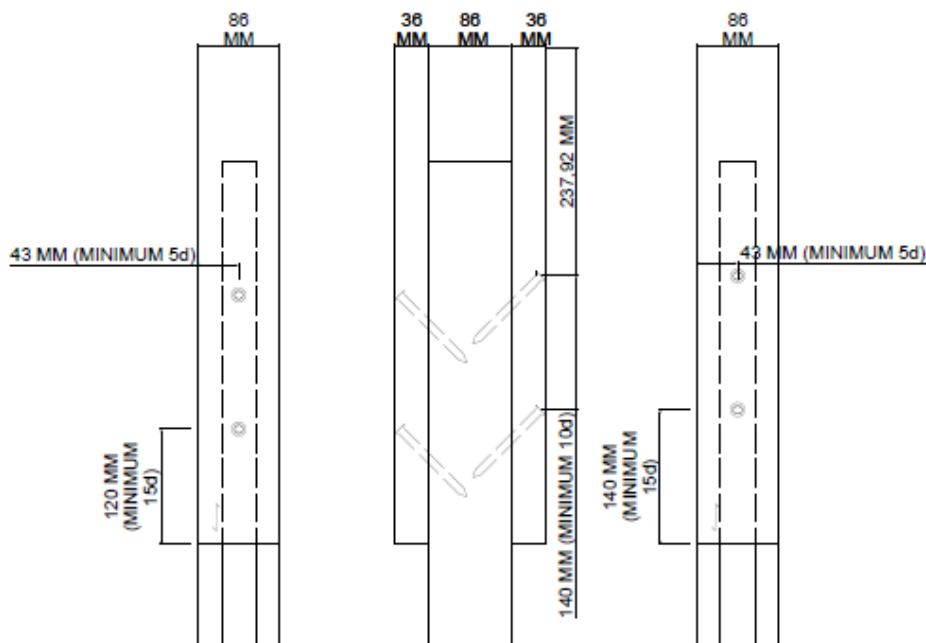 86
MM
36
MM
86
MM
36
MM
86
MM
237,92 MM
43 MM (MINIMUM 5d)
43 MM (MINIMUM 5d)
120 MM
(MINIMUM
15d)
140 MM (MINIMUM 10d)
140 MM
(MINIMUM
15d)